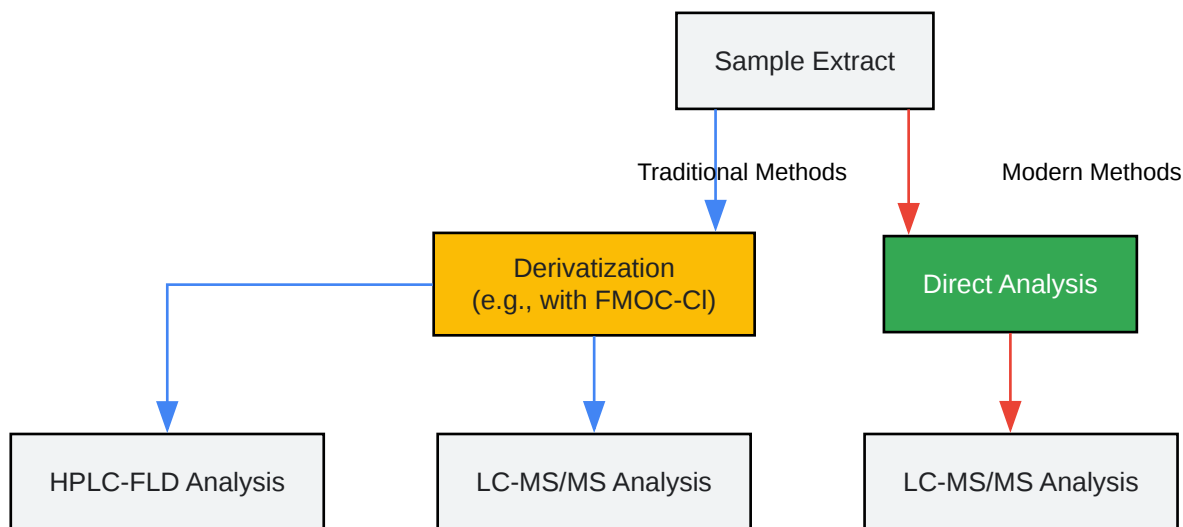 Sample Extract
Traditional Methods
Modern Methods
Derivatization
(e.g., with FMOC-Cl)
Direct Analysis
HPLC-FLD Analysis
LC-MS/MS Analysis
LC-MS/MS Analysis